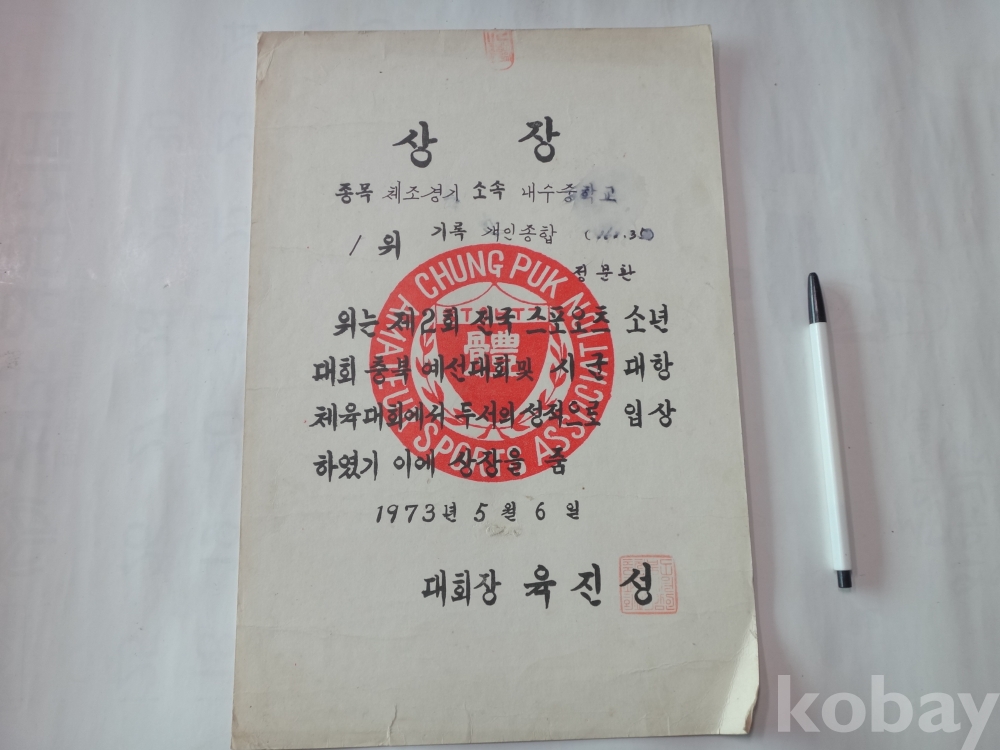 상 장
종목 체조경기 소속 내수중학교
1위 기록 개인종합
정문환
CHUNG PUK
AMATEUR SPORTS ASSOCIATION
體
위는 제2회 전국 스포오츠 소년
대회 충북 예선대회및 시 군 대항
체육대회에서 두서의 성적으로 입상
하였기 이에 상장을 줌
1973년 5월 6일
대회장 육진성
kobay